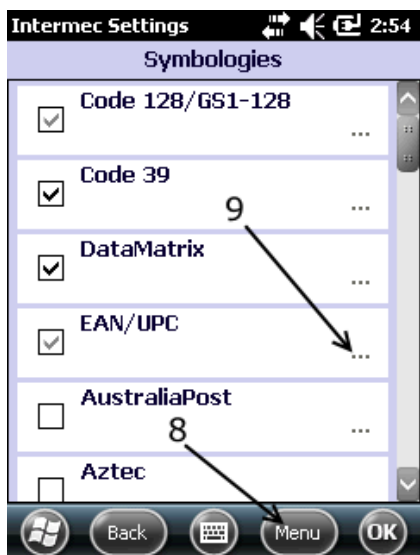 Intermec Settings 2:54
Symbologies
Code 128/GS1-128
...
Code 39
...
9
DataMatrix
...
EAN/UPC
...
AustraliaPost
...
8
Aztec
Back Menu OK